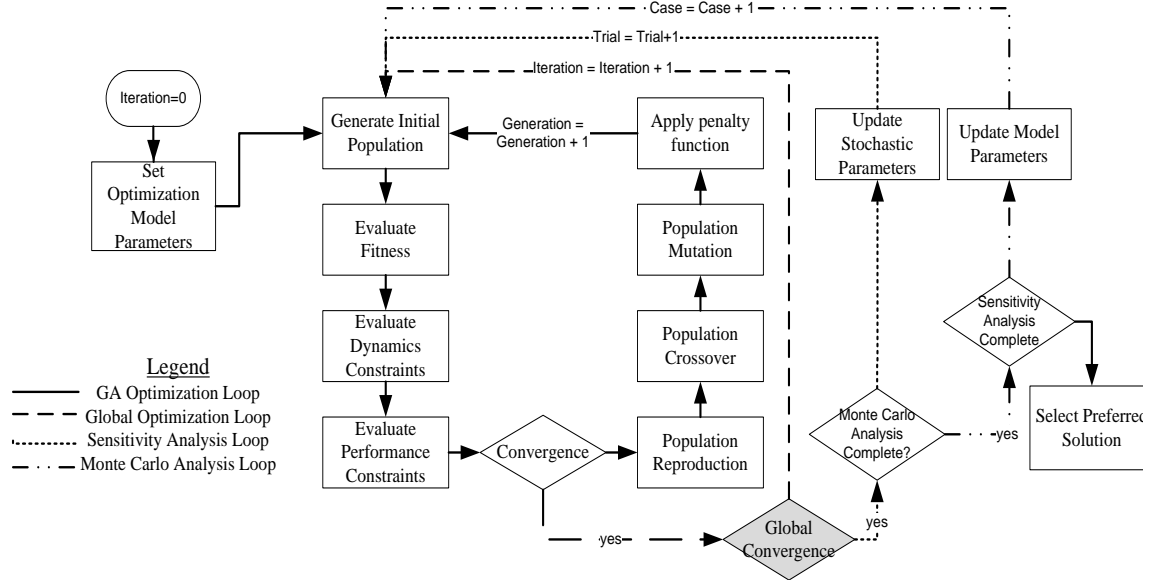 Case = Case + 1
Trial = Trial+1
Iteration = Iteration + 1
Iteration=0
Set
Optimization
Model
Parameters
Generate Initial
Population
Generation =
Generation + 1
Apply penalty
function
Update
Stochastic
Parameters
Update Model
Parameters
Evaluate
Fitness
Population
Mutation
Evaluate
Dynamics
Constraints
Population
Crossover
Sensitivity
Analysis
Complete
Legend
GA Optimization Loop
Global Optimization Loop
Sensitivity Analysis Loop
Monte Carlo Analysis Loop
Evaluate
Performance
Constraints
Convergence
Population
Reproduction
Monte Carlo
Analysis
Complete?
yes
Select Preferred
Solution
yes
Global
Convergence
yes